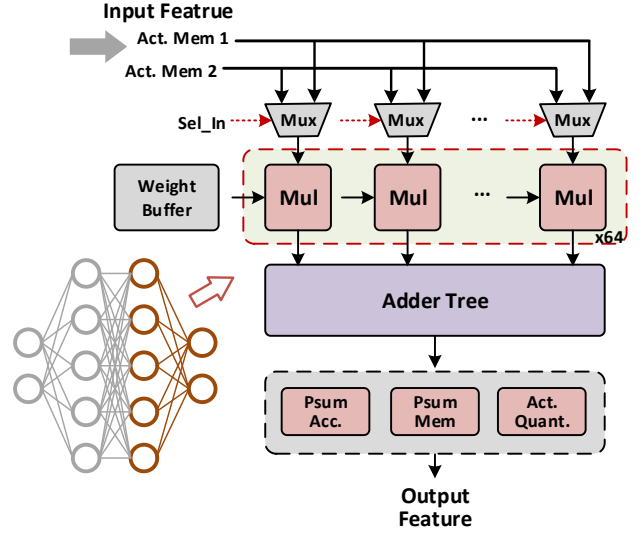 Input Featrue
Act. Mem 1
Act. Mem 2
Sel_In
Mux
Mux
...
Mux
Weight
Buffer
Mul
Mul
...
Mul
x64
Adder Tree
Psum
Acc.
Psum
Mem
Act.
Quant.
Output
Feature